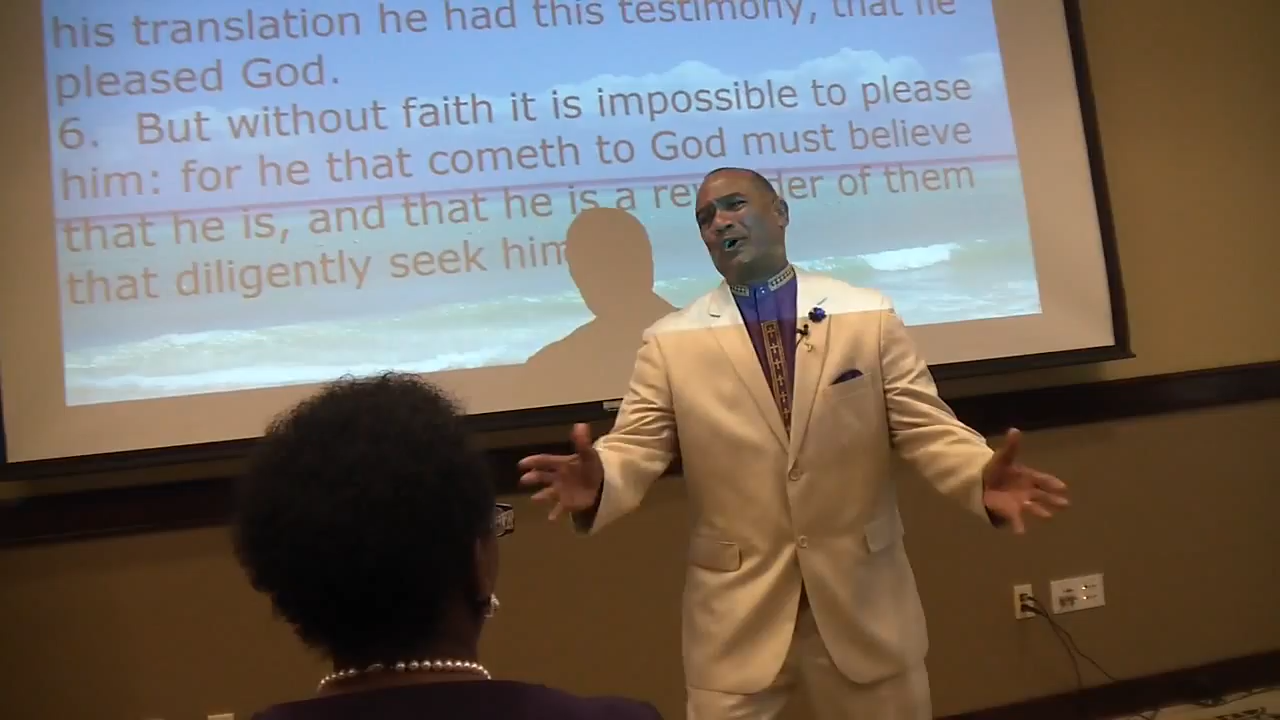 his translation he had this testimony, that he
pleased God.
6. But without faith it is impossible to please
him: for he that cometh to God must believe
that he is, and that he is a rewarder of them
that diligently seek him